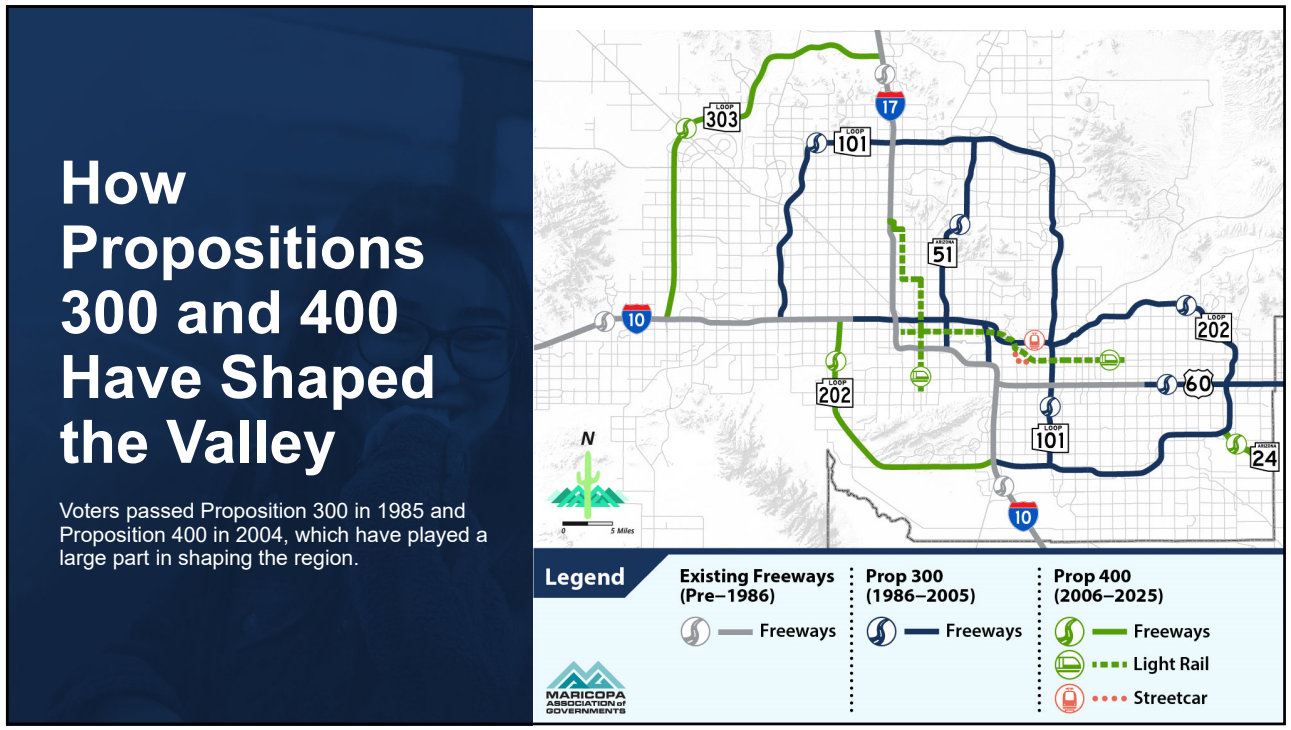 How
Propositions
300 and 400
Have Shaped
the Valley
Voters passed Proposition 300 in 1985 and
Proposition 400 in 2004, which have played a
large part in shaping the region.
17
LOOP
303
LOOP
101
ARIZONA
51
10
LOOP
202
LOOP
202
60
LOOP
101
ARIZONA
24
10
N
0 5 Miles
Legend
Existing Freeways
(Pre–1986)
Freeways
Prop 300
(1986–2005)
Freeways
Prop 400
(2006–2025)
Freeways
Light Rail
Streetcar
MARICOPA
ASSOCIATION of
GOVERNMENTS